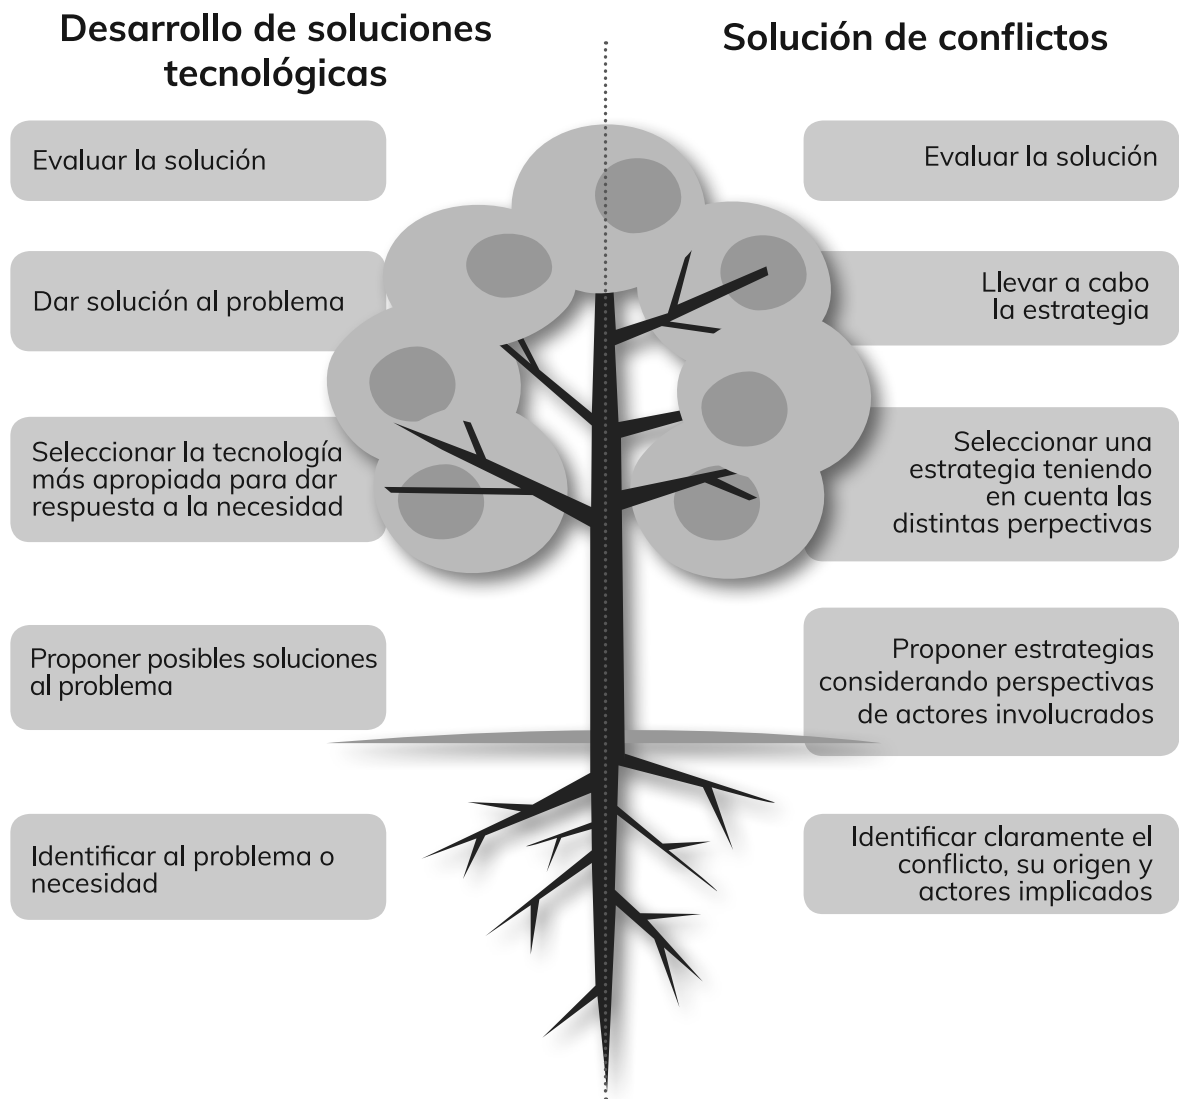 Desarrollo de soluciones
tecnológicas
Evaluar la solución
Dar solución al problema
Seleccionar la tecnología
más apropiada para dar
respuesta a la necesidad
Proponer posibles soluciones
al problema
Identificar al problema o
necesidad
Solución de conflictos
Evaluar la solución
Llevar a cabo
la estrategia
Seleccionar una
estrategia teniendo
en cuenta las
distintas perpectivas
Proponer estrategias
considerando perspectivas
de actores involucrados
Identificar claramente el
conflicto, su origen y
actores implicados